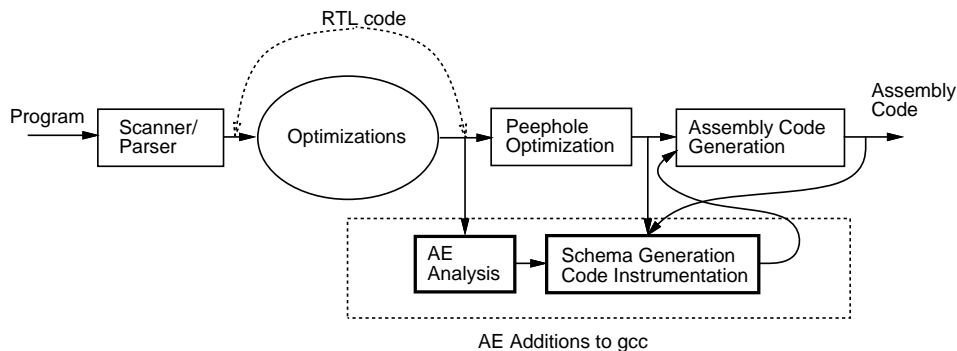 RTL code
Program
Scanner/
Parser
Optimizations
Peephole
Optimization
Assembly Code
Generation
Assembly
Code
AE
Analysis
Schema Generation
Code Instrumentation
AE Additions to gcc